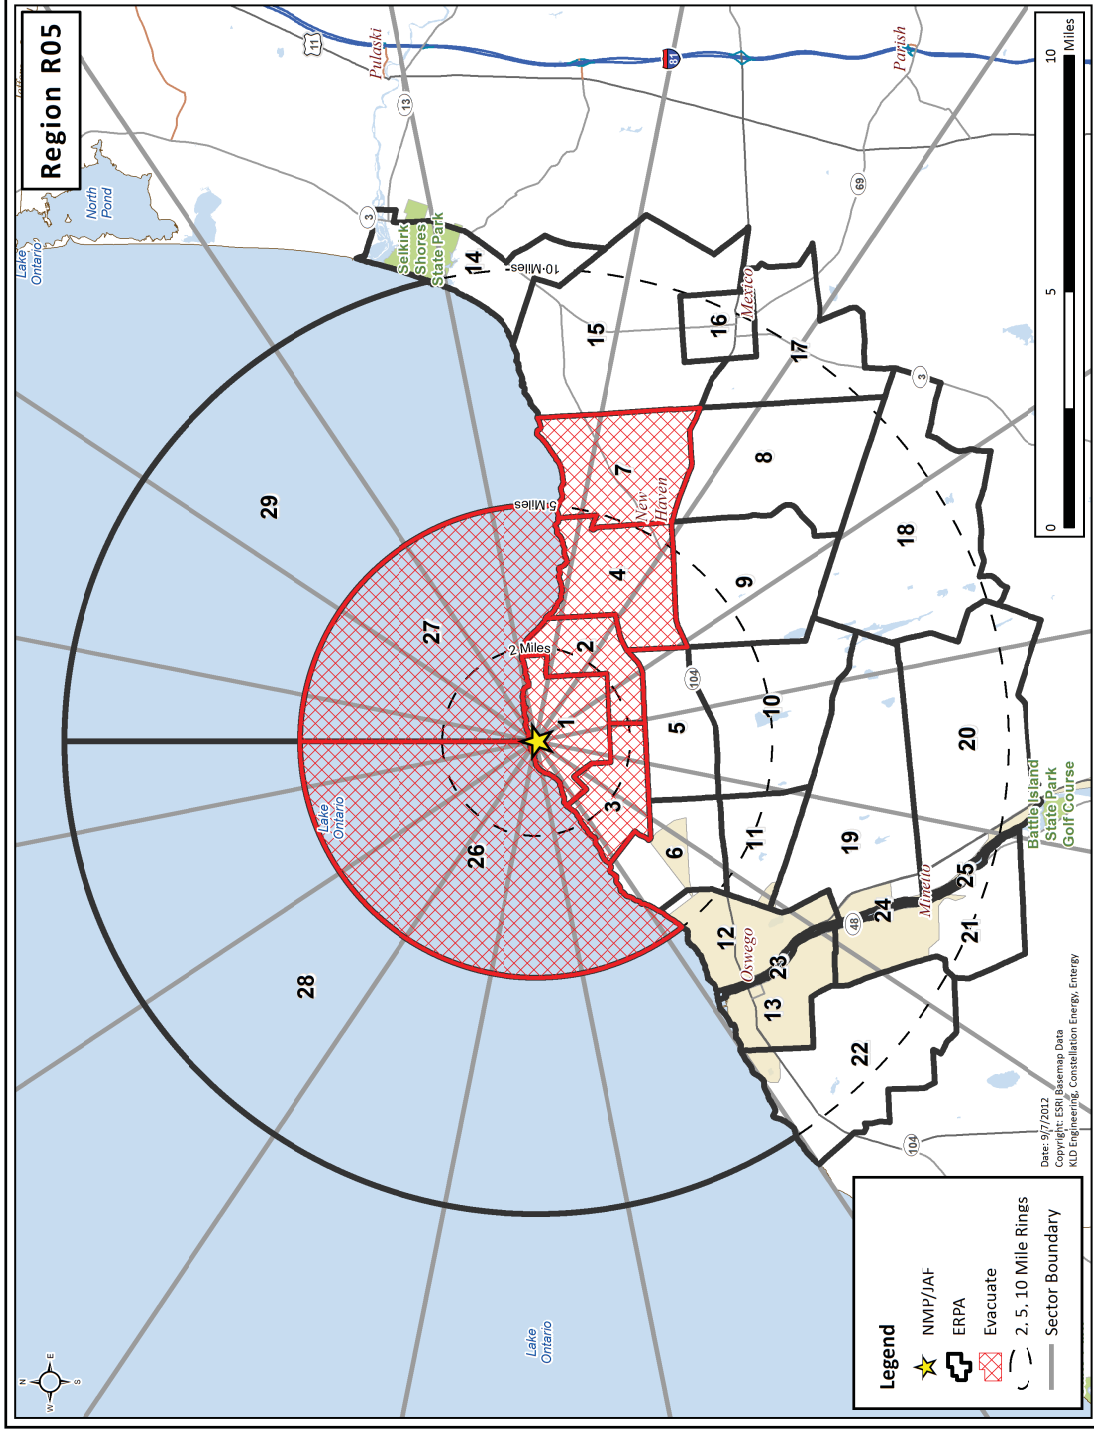 Region R05
N
W
E
S
Lake
Ontario
North
Pond
Pulaski
11
13
3
Selkirk
Shores
State Park
81
Parish
69
3
10 Miles
5 Miles
2 Miles
Lake
Ontario
Lake
Ontario
29
28
27
26
14
15
16
Mexico
17
7
New
Haven
8
4
9
18
2
1
3
5
104
10
6
11
12
Oswego
23
13
19
20
48
24
Minetto
25
21
22
104
Battle Island
State Park
Golf Course
0
5
10
Miles
Legend
NMP/JAF
ERPA
Evacuate
2, 5, 10 Mile Rings
Sector Boundary
Date: 9/7/2012
Copyright: ESRI Basemap Data
KLD Engineering, Constellation Energy, Entergy